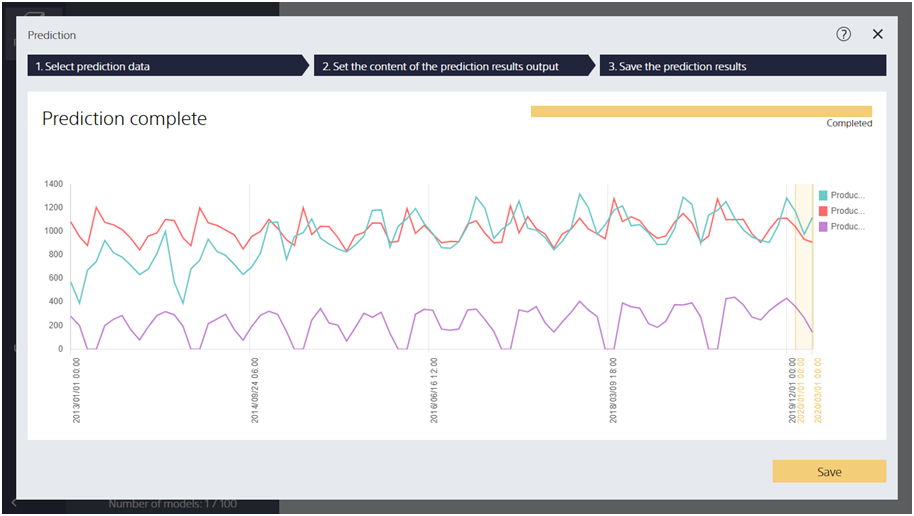 Prediction
?
1. Select prediction data
2. Set the content of the prediction results output
3. Save the prediction results
Prediction complete
Completed
1400
1200
1000
800
600
400
200
0
Produc...
Produc...
Produc...
2013/01/01 00:00
2014/09/24 06:00
2016/06/16 12:00
2018/03/09 18:00
2019/12/01 00:00
2020/01/01 00:00
2020/03/01 00:00
Save
Number of models: 1 / 100